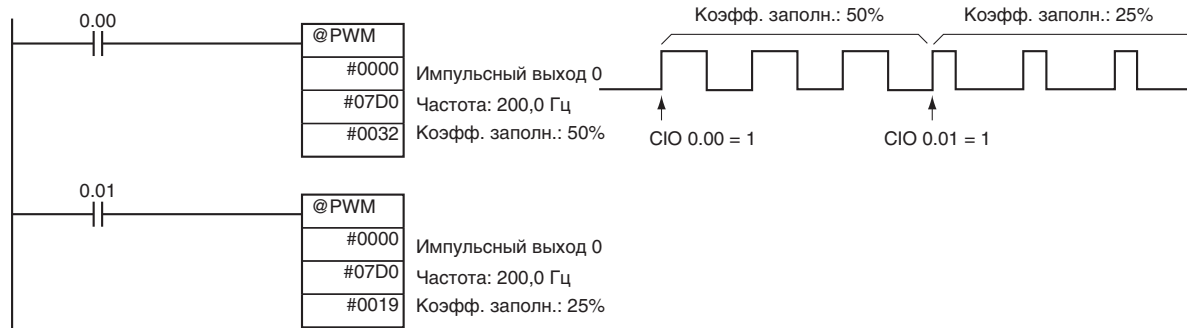 0.00
@PWM
#0000 Импульсный выход 0
#07D0 Частота: 200,0 Гц
#0032 Коэфф. заполн.: 50%
Коэфф. заполн.: 50%
Коэфф. заполн.: 25%
CIO 0.00 = 1
CIO 0.01 = 1
0.01
@PWM
#0000 Импульсный выход 0
#07D0 Частота: 200,0 Гц
#0019 Коэфф. заполн.: 25%